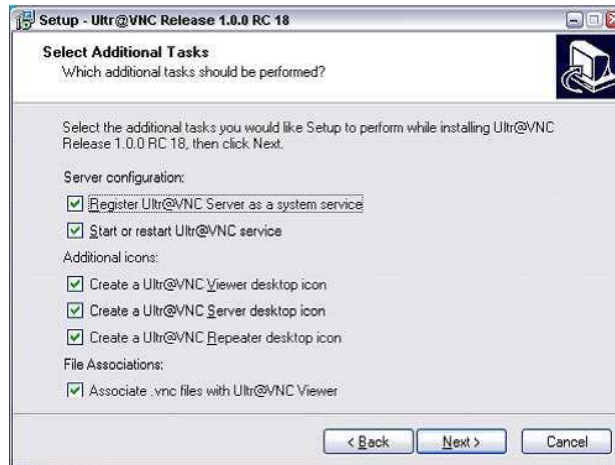 Setup - Ultr@VNC Release 1.0.0 RC 18
Select Additional Tasks
Which additional tasks should be performed?
Select the additional tasks you would like Setup to perform while installing Ultr@VNC
Release 1.0.0 RC 18, then click Next.
Server configuration:
Register Ultr@VNC Server as a system service
Start or restart Ultr@VNC service
Additional icons:
Create a Ultr@VNC Viewer desktop icon
Create a Ultr@VNC Server desktop icon
Create a Ultr@VNC Repeater desktop icon
File Associations:
Associate .vnc files with Ultr@VNC Viewer
< Back Next > Cancel